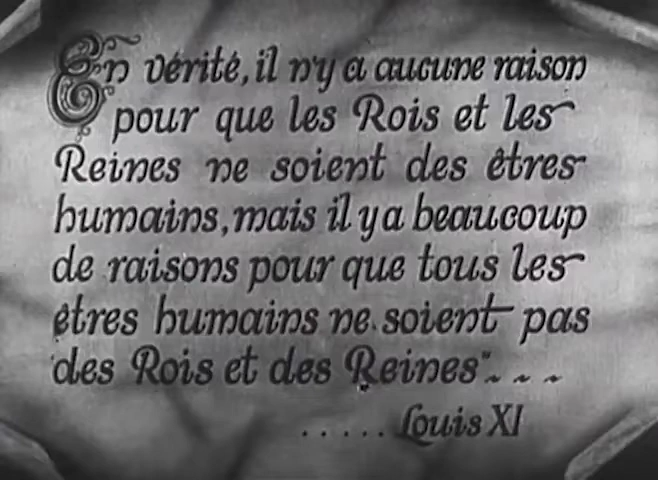 En vérité, il n'y a aucune raison
pour que les Rois et les
Reines ne soient des êtres
humains, mais il y a beaucoup
de raisons pour que tous les
êtres humains ne soient pas
des Rois et des Reines"...
..... Louis XI